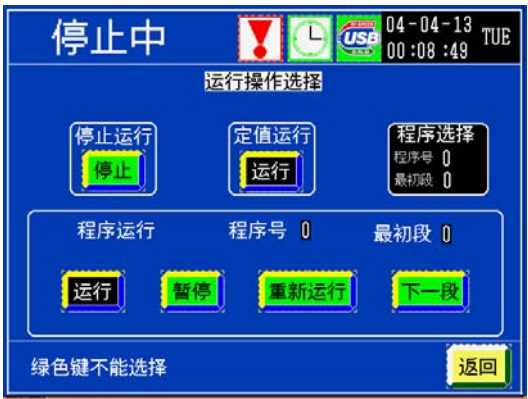 停止中
USB
04-04-13
00:08:49
TUE
运行操作选择
停止运行
停止
定值运行
运行
程序选择
程序号 0
最初段 0
程序运行 程序号 0 最初段 0
运行 暂停 重新运行 下一段
绿色键不能选择
返回